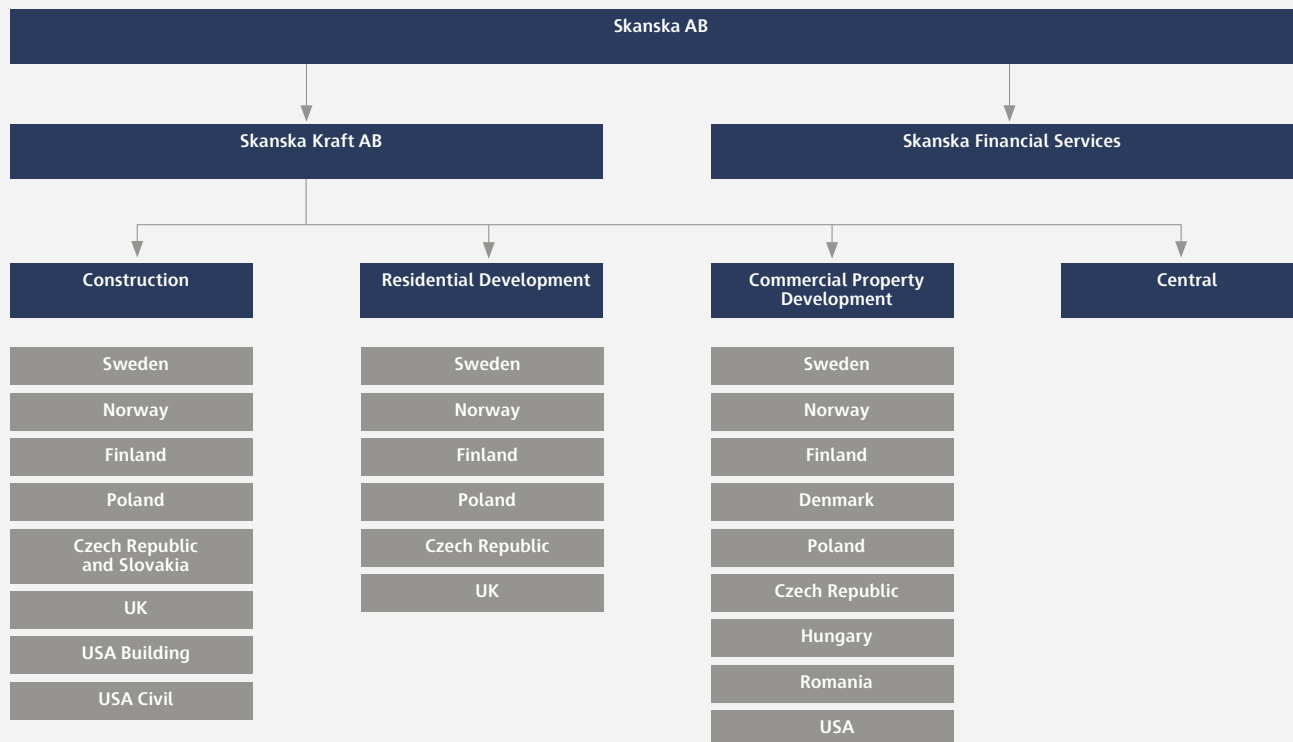 Skanska AB
Skanska Kraft AB
Skanska Financial Services
Construction
Residential Development
Commercial Property
Development
Central
Sweden
Norway
Finland
Poland
Czech Republic
and Slovakia
UK
USA Building
USA Civil
Sweden
Norway
Finland
Poland
Czech Republic
UK
Sweden
Norway
Finland
Denmark
Poland
Czech Republic
Hungary
Romania
USA